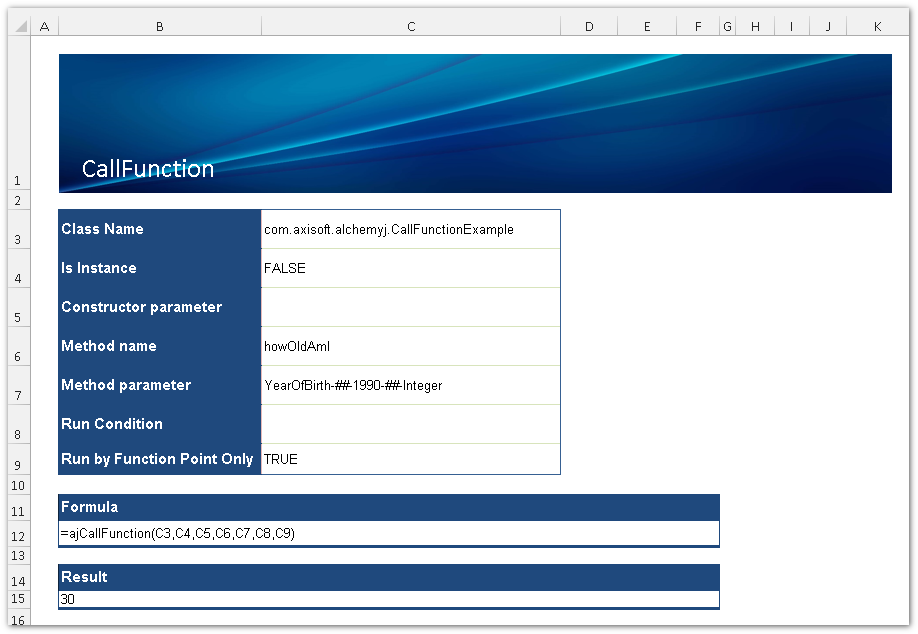 A B C D E F G H I J K
1 CallFunction
2
3 Class Name com.axisoft.alchemyj.CallFunctionExample
4 Is Instance FALSE
5 Constructor parameter
6 Method name howOldAmI
7 Method parameter YearOfBirth-##-1990-##-Integer
8 Run Condition
9 Run by Function Point Only TRUE
10
11 Formula
12 =ajCallFunction(C3,C4,C5,C6,C7,C8,C9)
13
14 Result
15 30
16